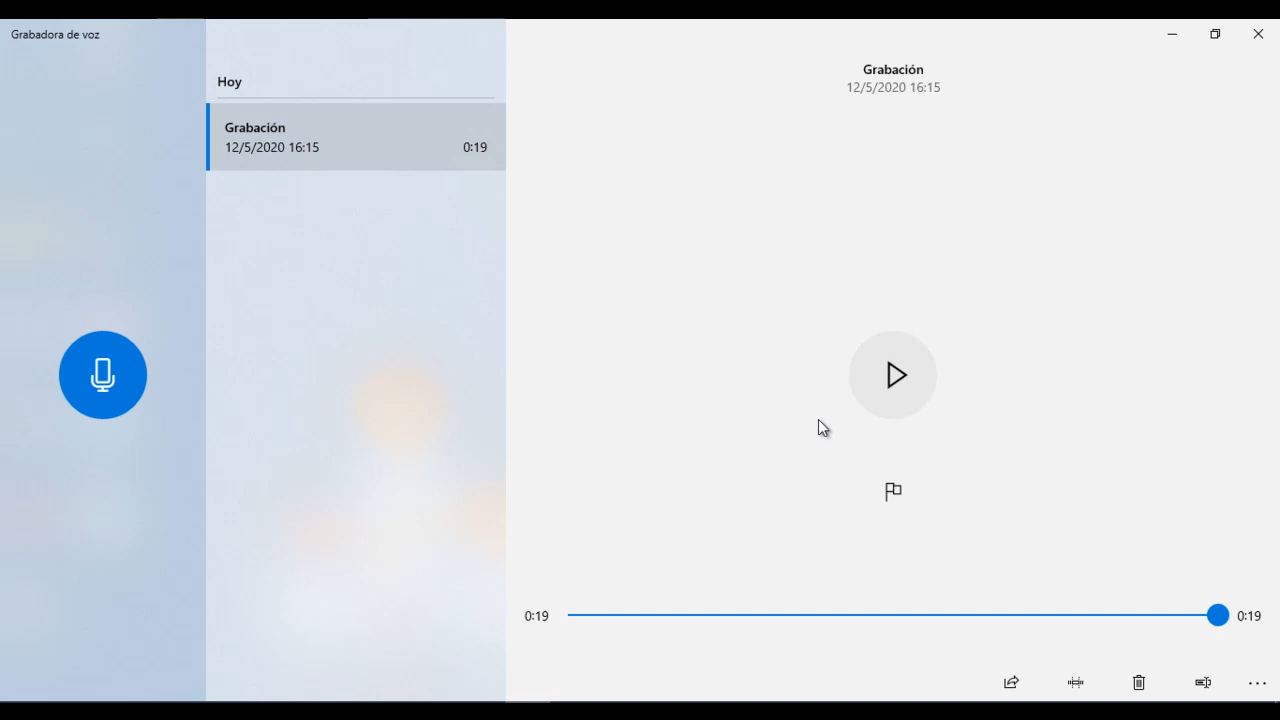 Grabadora de voz
Hoy
Grabación
12/5/2020 16:15 0:19
Grabación
12/5/2020 16:15
0:19 0:19